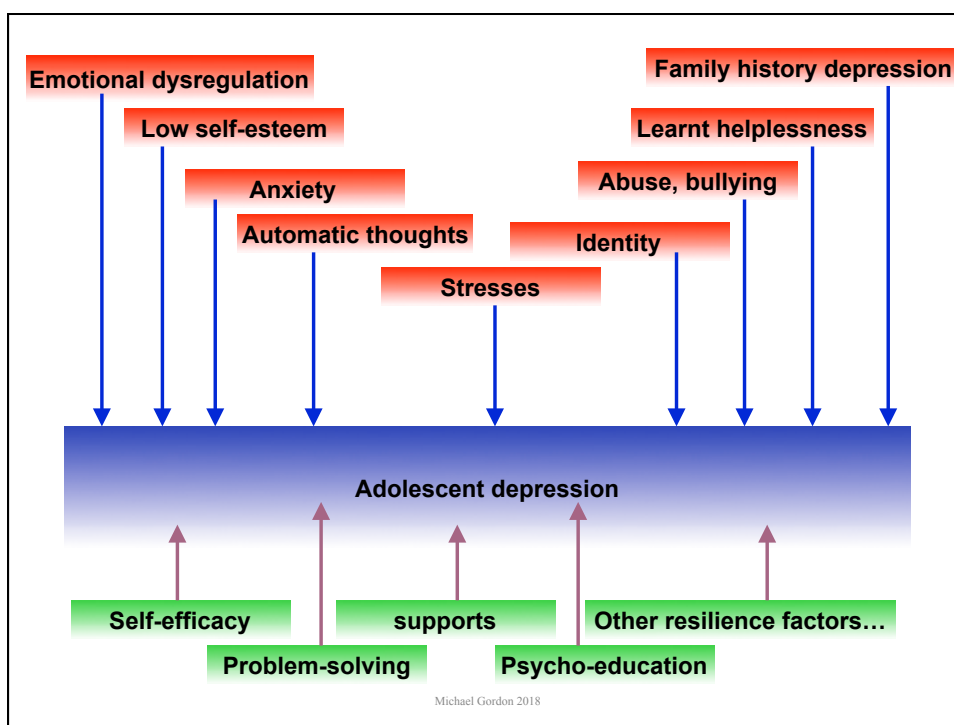 Emotional dysregulation
Family history depression
Low self-esteem
Learnt helplessness
Anxiety
Abuse, bullying
Automatic thoughts
Identity
Stresses
Adolescent depression
Self-efficacy
supports
Other resilience factors…
Problem-solving
Psycho-education
Michael Gordon 2018